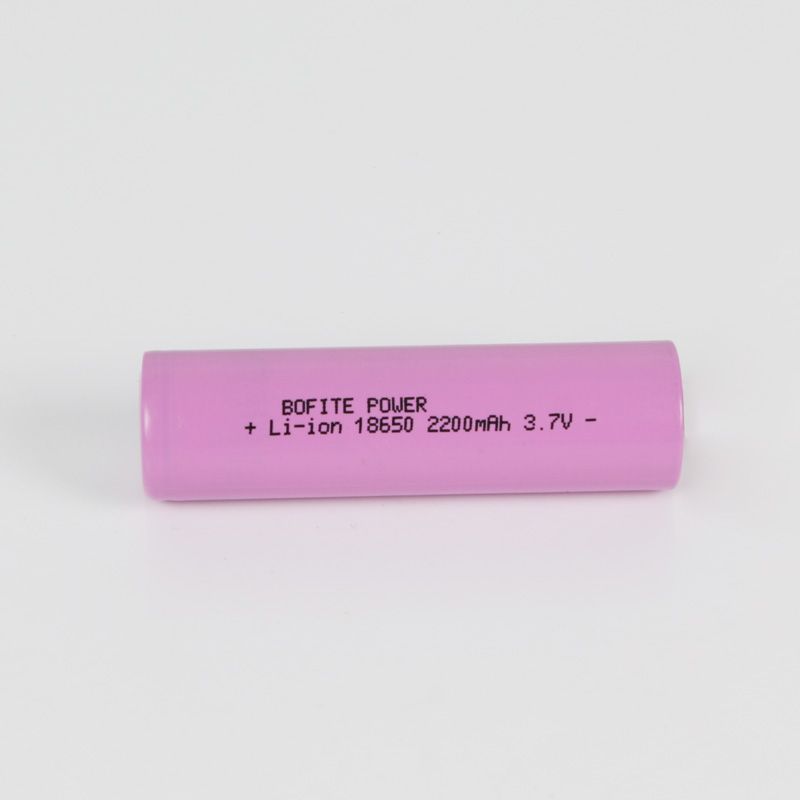 BOFITE POWER
+ Li-ion 18650 2200mAh 3.7V -